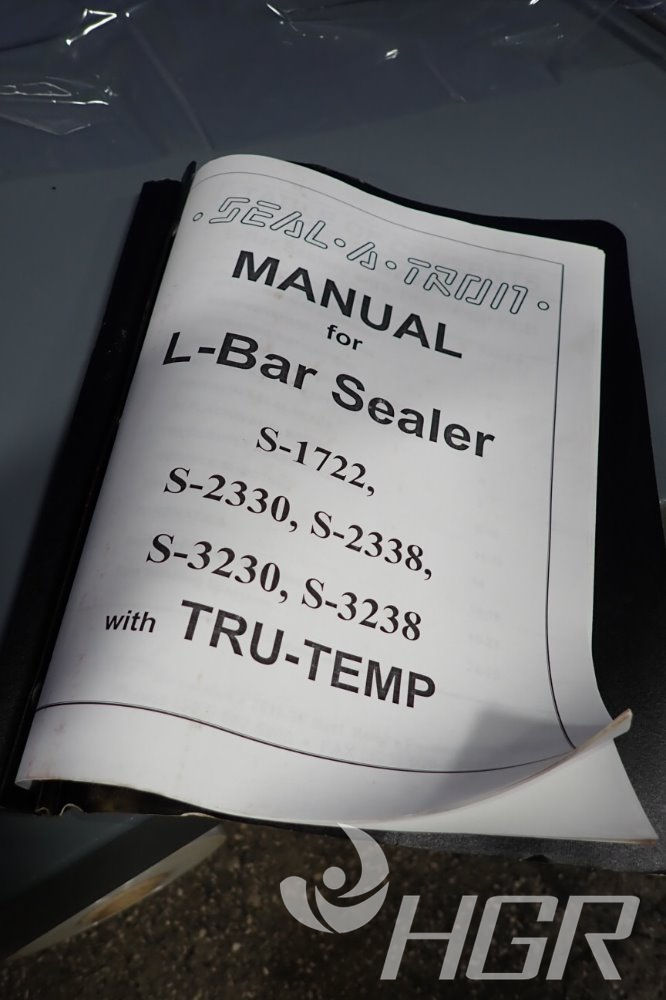 · SEAL · A · TRON ·
MANUAL
for
L-Bar Sealer
S-1722,
S-2330, S-2338,
S-3230, S-3238
with TRU-TEMP
HGR